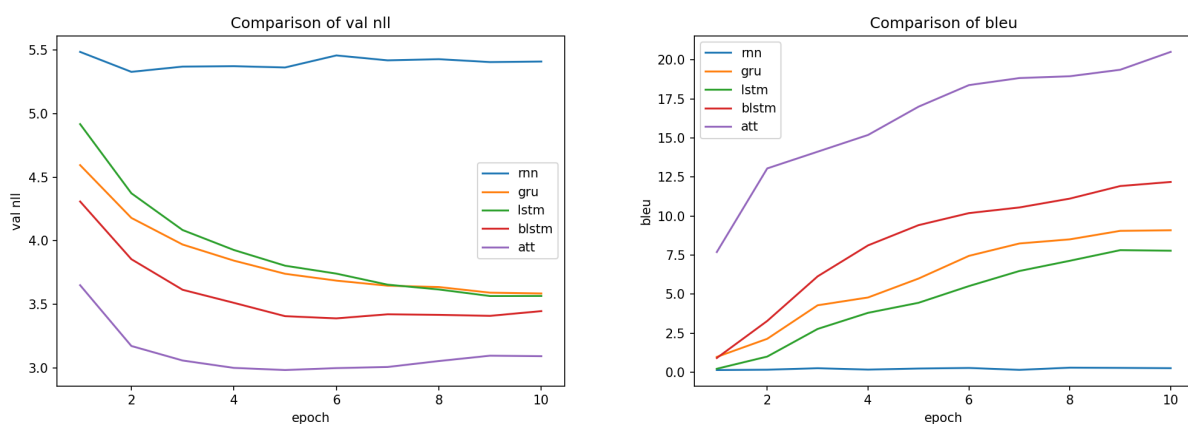 Comparison of val nll
5.5
5.0
4.5
4.0
3.5
3.0
val nll
rnn
gru
lstm
blstm
att
2
4
6
8
10
epoch
Comparison of bleu
20.0
17.5
15.0
12.5
10.0
7.5
5.0
2.5
0.0
bleu
rnn
gru
lstm
blstm
att
2
4
6
8
10
epoch